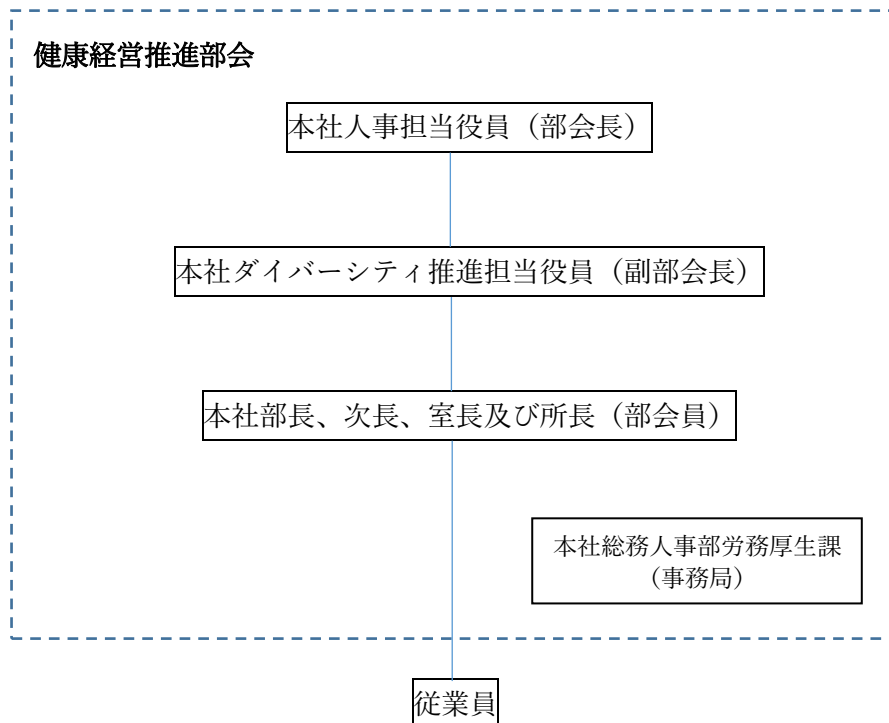 健康経営推進部会
本社人事担当役員（部会長）
本社ダイバーシティ推進担当役員（副部会長）
本社部長、次長、室長及び所長（部会員）
本社総務人事部労務厚生課
（事務局）
従業員